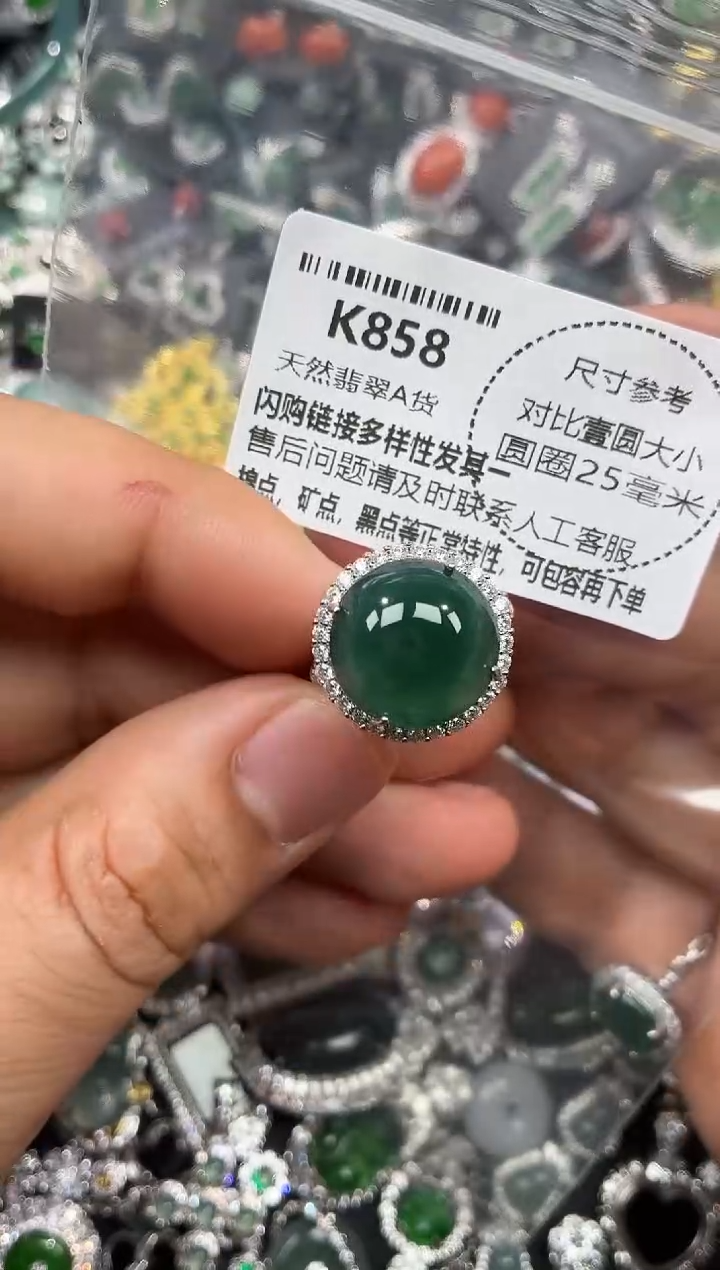 K858
天然翡翠A货
闪购链接多样性发其一
售后问题请及时联系人工客服
棉点，矿点，黑点等正常特性，可包容再下单
尺寸参考
对比壹圆大小
圆圈25毫米